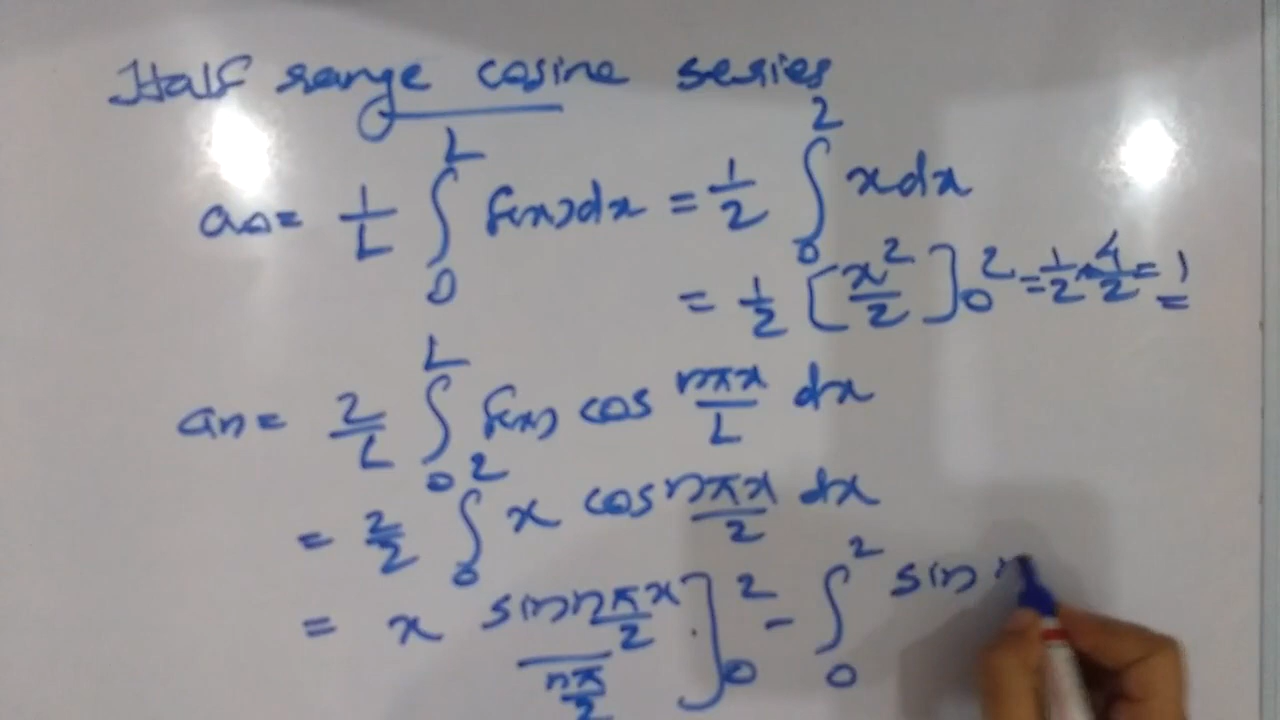 Half range cosine series
a₀ = 1/L ∫₀ᴸ f(x)dx = 1/2 ∫₀² xdx
= 1/2 [x²/2]₀² = 1/2 × 4/2 = 1
aₙ = 2/L ∫₀ᴸ f(x) cos nπx/L dx
= 2/2 ∫₀² x cos nπx/2 dx
= x (sin nπx/2)/(nπ/2) ]₀² - ∫₀² sin